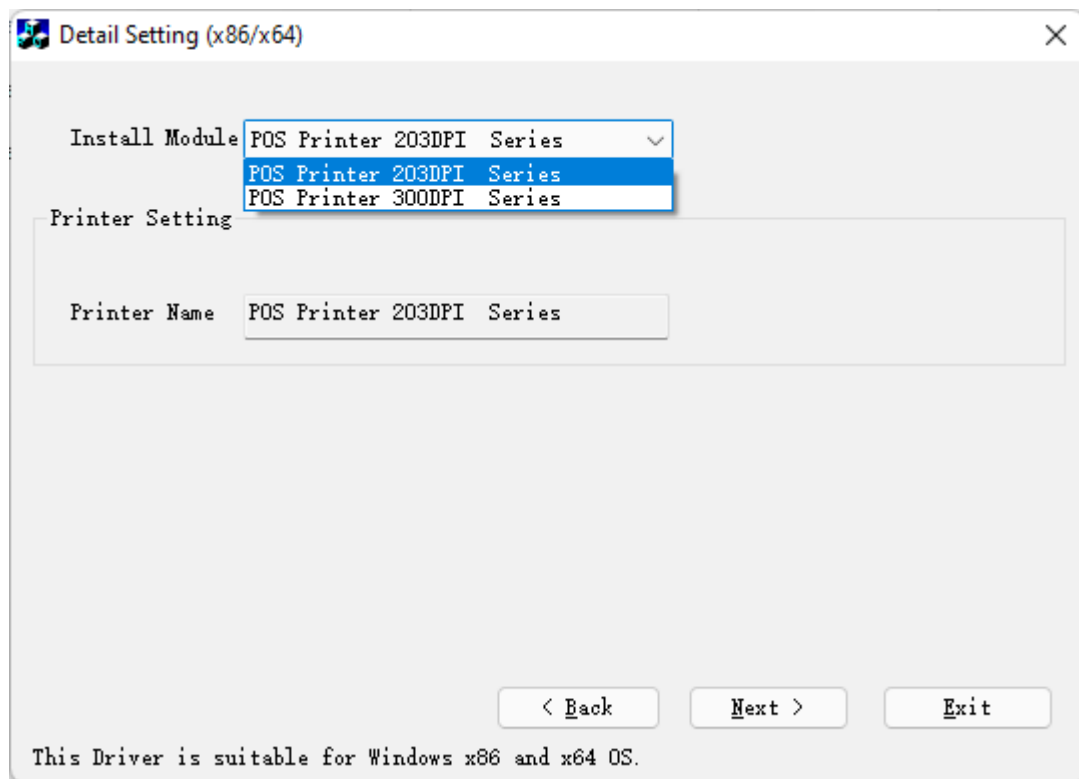 Detail Setting (x86/x64)
Install Module POS Printer 203DPI  Series
POS Printer 203DPI  Series
POS Printer 300DPI  Series
Printer Setting
Printer Name POS Printer 203DPI  Series
< Back Next > Exit
This Driver is suitable for Windows x86 and x64 OS.